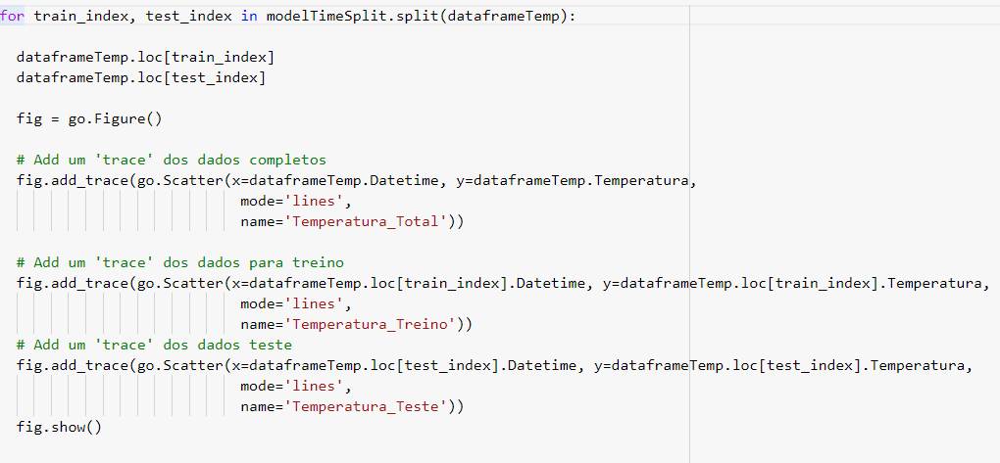 for train_index, test_index in modelTimeSplit.split(dataframeTemp):
dataframeTemp.loc[train_index]
dataframeTemp.loc[test_index]
fig = go.Figure()
# Add um 'trace' dos dados completos
fig.add_trace(go.Scatter(x=dataframeTemp.Datetime, y=dataframeTemp.Temperatura,
mode='lines',
name='Temperatura_Total'))
# Add um 'trace' dos dados para treino
fig.add_trace(go.Scatter(x=dataframeTemp.loc[train_index].Datetime, y=dataframeTemp.loc[train_index].Temperatura,
mode='lines',
name='Temperatura_Treino'))
# Add um 'trace' dos dados teste
fig.add_trace(go.Scatter(x=dataframeTemp.loc[test_index].Datetime, y=dataframeTemp.loc[test_index].Temperatura,
mode='lines',
name='Temperatura_Teste'))
fig.show()